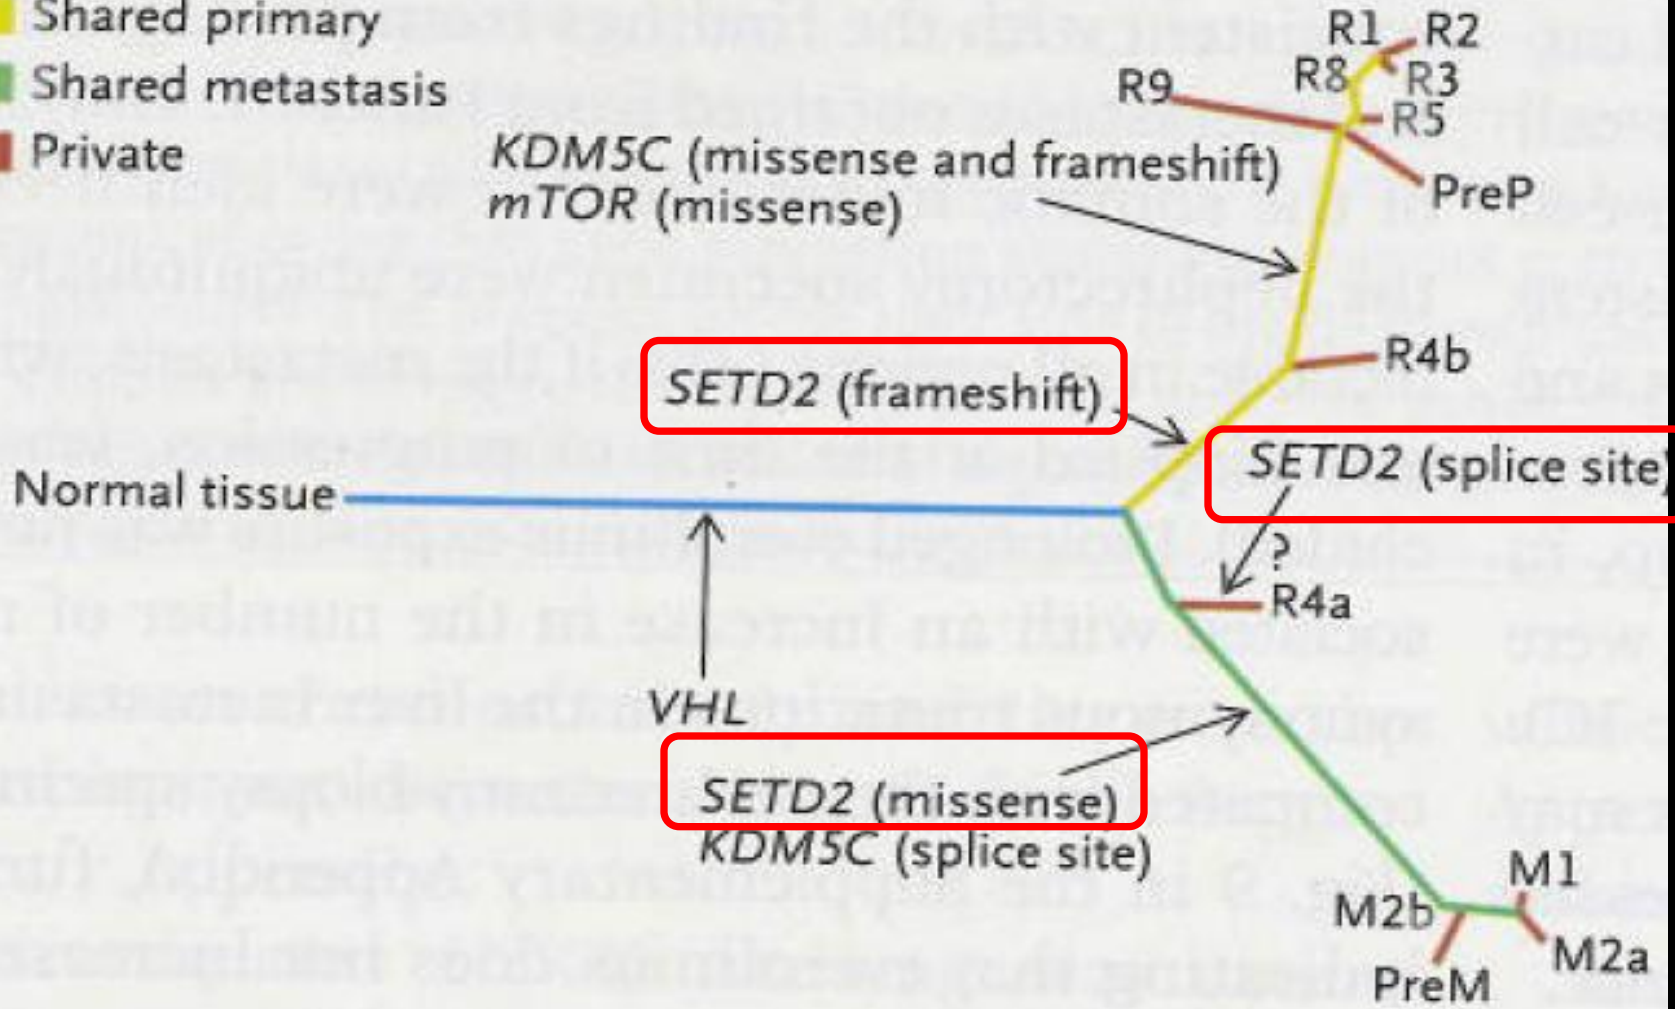 Shared primary
Shared metastasis
Private
R1
R2
R8
R3
R9
R5
KDM5C (missense and frameshift)
mTOR (missense)
PreP
R4b
SETD2 (frameshift)
SETD2 (splice site)
Normal tissue
?
R4a
VHL
SETD2 (missense)
KDM5C (splice site)
M1
M2b
M2a
PreM